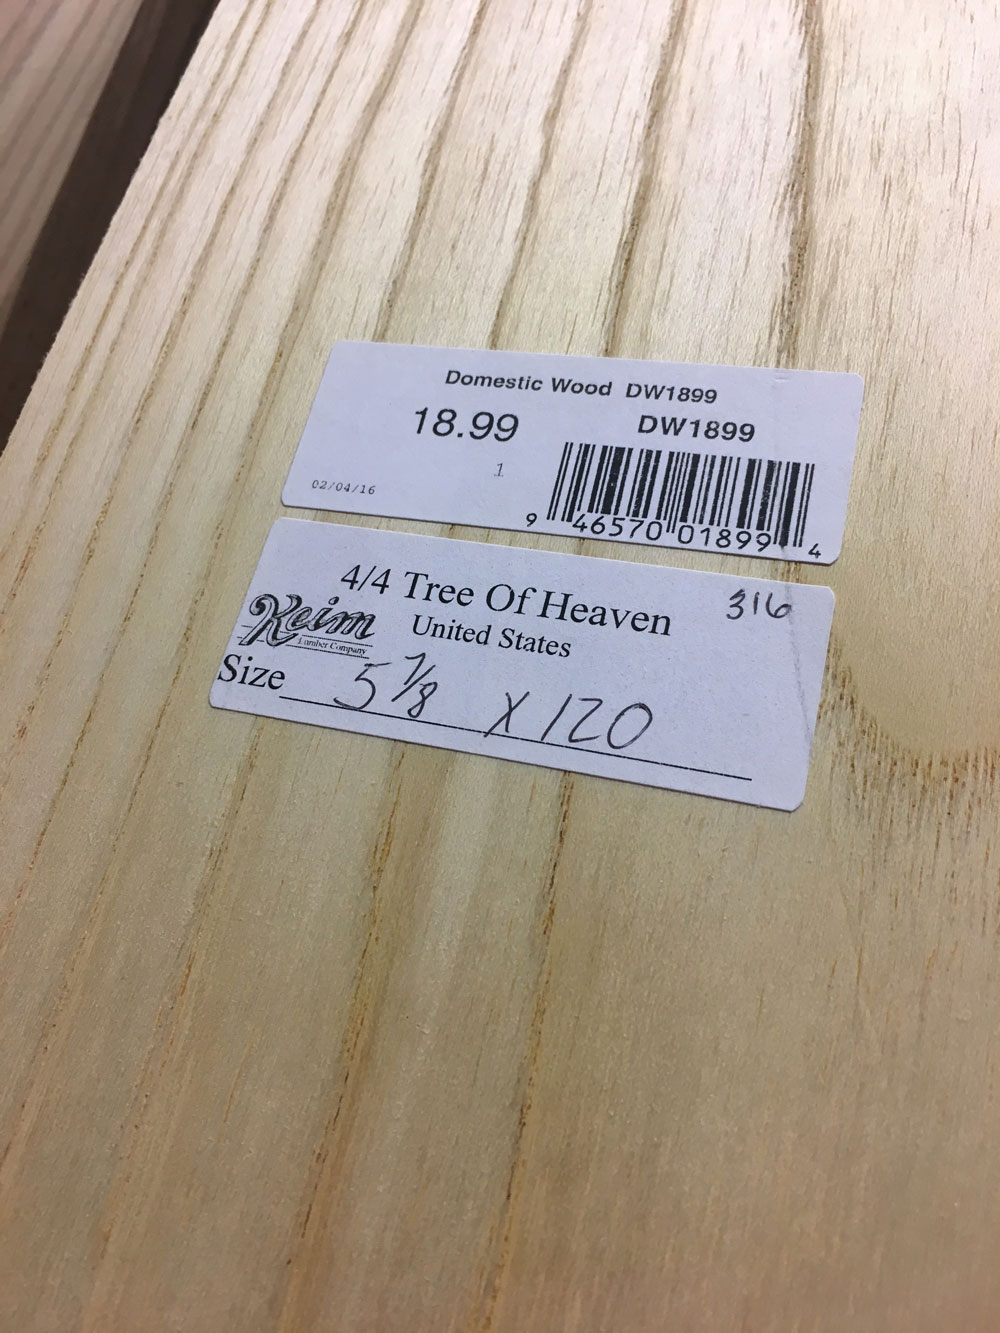 Domestic Wood DW1899
18.99 DW1899
1
02/04/16
9 46570 01899 4
4/4 Tree Of Heaven 316
Keim United States
Lumber Company
Size 5 7/8 X 120